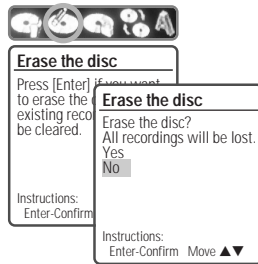 Erase the disc
Press [Enter] if you want
to erase the
existing
be cleared.
Instructions:
Enter-Confirm
Erase the disc
Erase the disc?
All recordings will be lost.
Yes
No
Instructions:
Enter-Confirm Move ▲▼